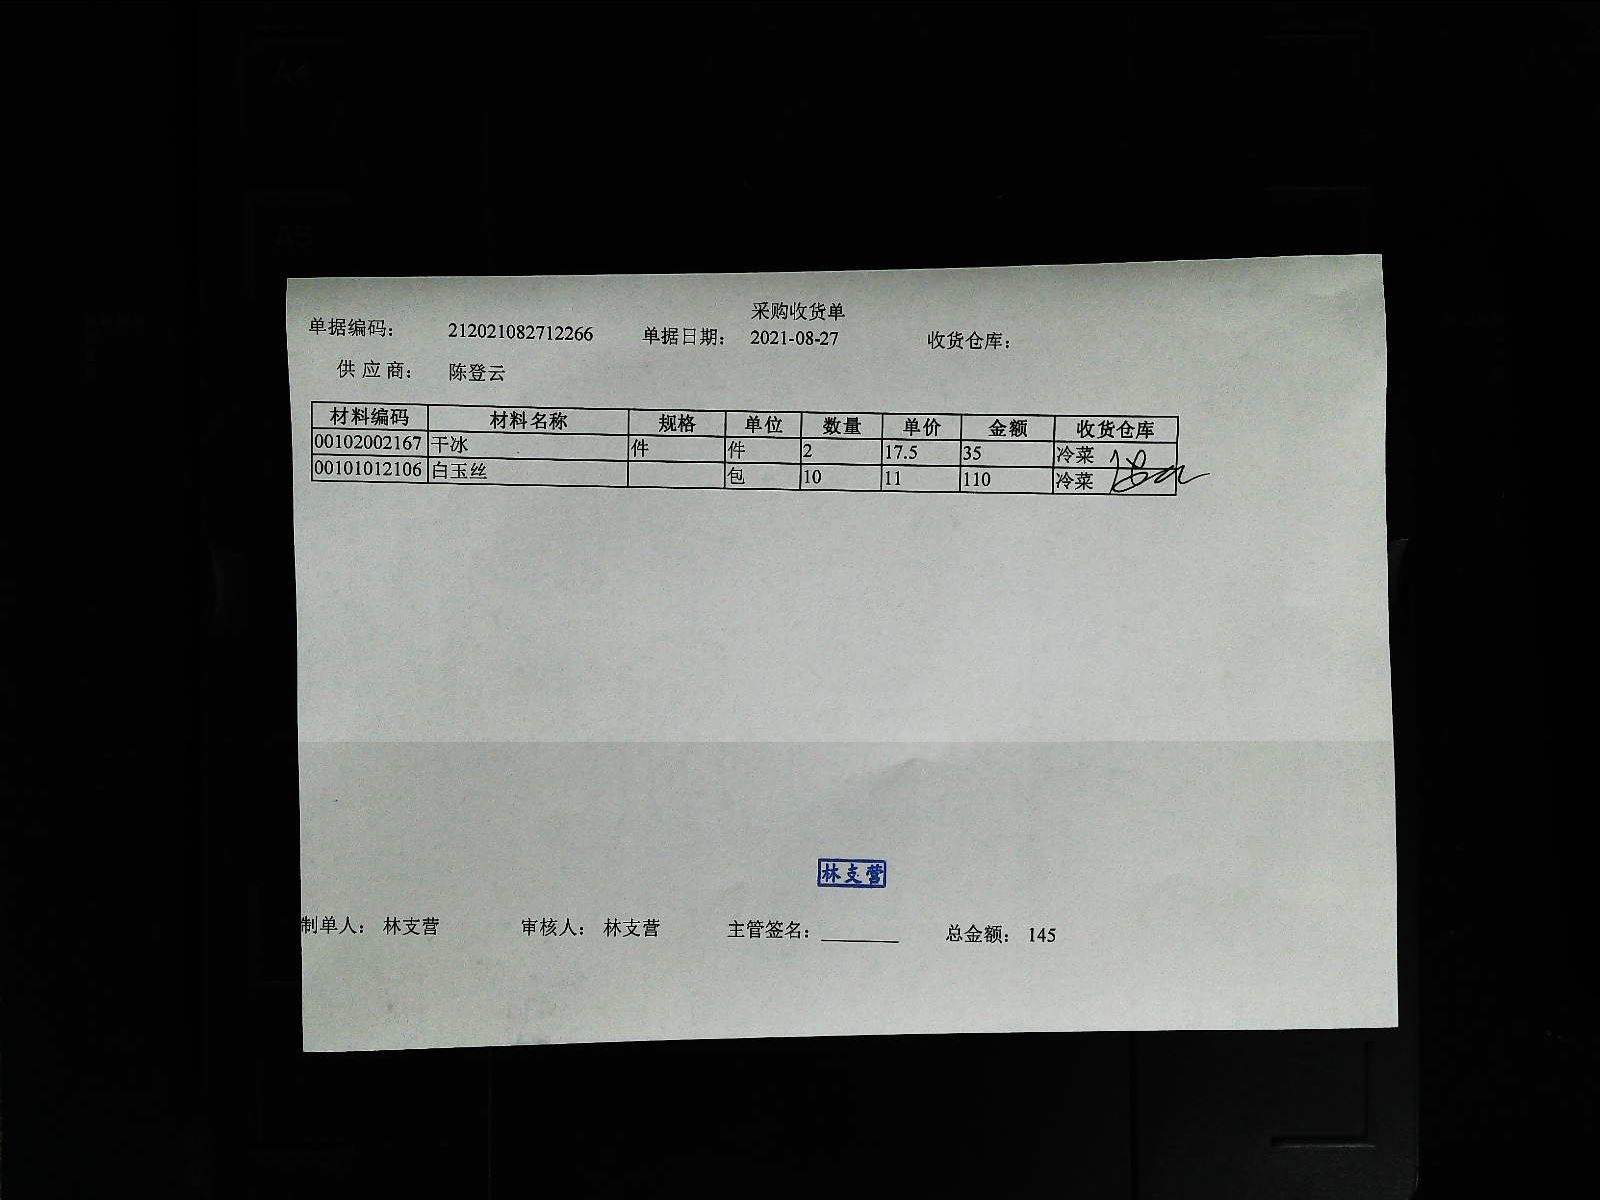 采购收货单
单据编码： 212021082712266 单据日期： 2021-08-27 收货仓库：
供 应 商： 陈登云
材料编码 材料名称 规格 单位 数量 单价 金额 收货仓库
00102002167 干冰 件 件 2 17.5 35 冷菜
00101012106 白玉丝 包 10 11 110 冷菜
林支营
制单人： 林支营 审核人： 林支营 主管签名： 总金额： 145